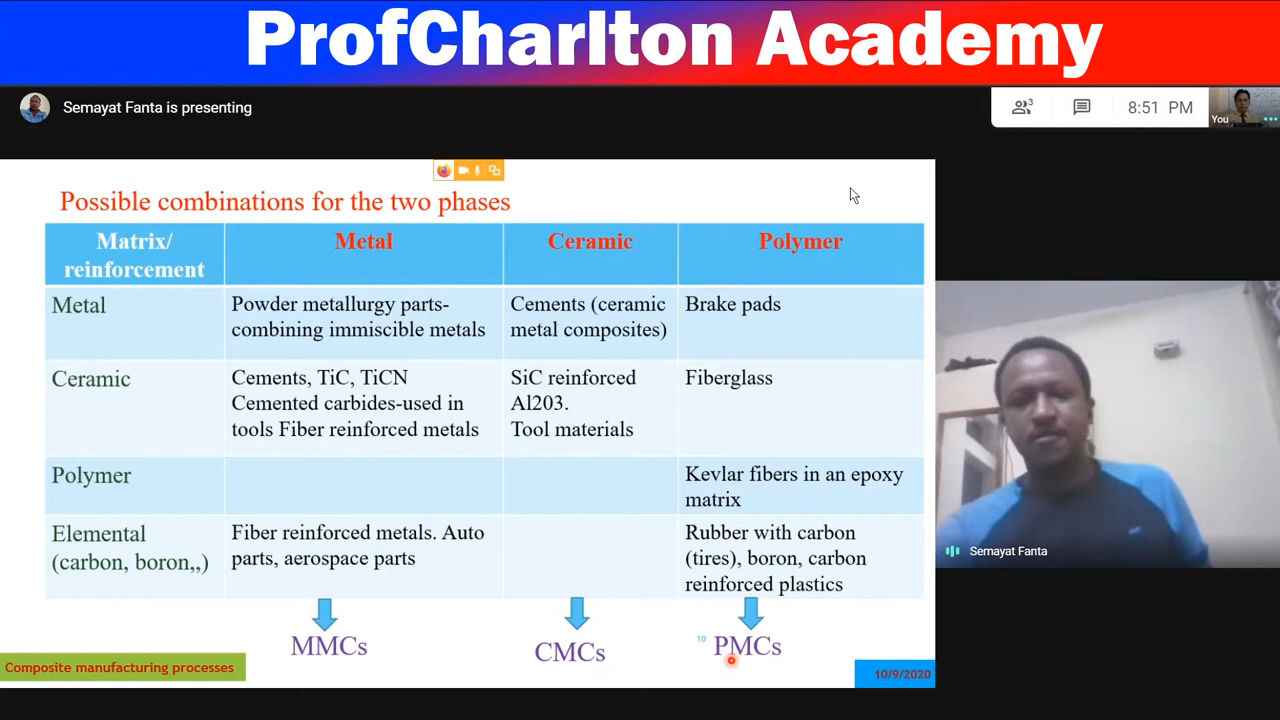 ProfCharlton Academy
Semayat Fanta is presenting
3
8:51 PM
You
Possible combinations for the two phases
Matrix/
reinforcement
Metal
Ceramic
Polymer
Metal
Powder metallurgy parts-
combining immiscible metals
Cements (ceramic
metal composites)
Brake pads
Ceramic
Cements, TiC, TiCN
Cemented carbides-used in
tools Fiber reinforced metals
SiC reinforced
Al203.
Tool materials
Fiberglass
Polymer
Kevlar fibers in an epoxy
matrix
Elemental
(carbon, boron,,)
Fiber reinforced metals. Auto
parts, aerospace parts
Rubber with carbon
(tires), boron, carbon
reinforced plastics
MMCs
CMCs
10
PMCs
Composite manufacturing processes
10/9/2020
Semayat Fanta